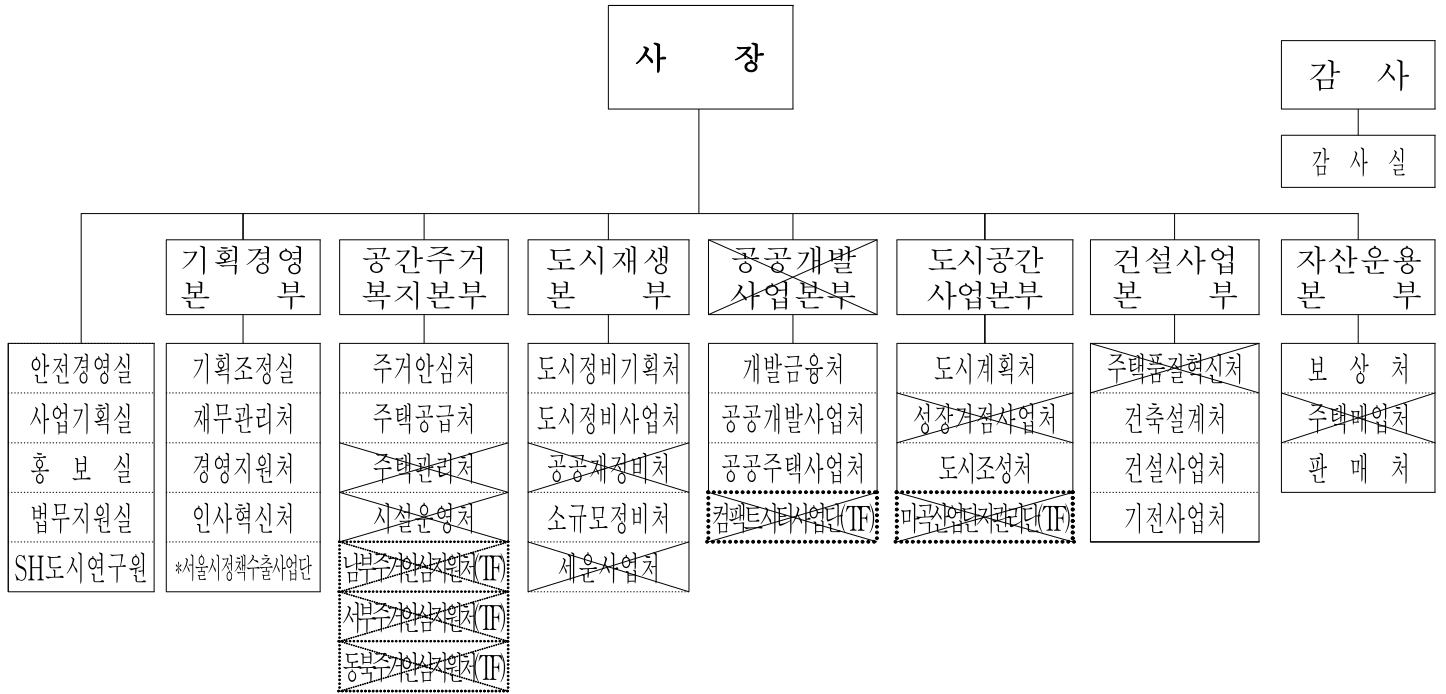 사 장
감 사
감 사 실
기획경영
본 부
공간주거
복지본부
도시재생
본 부
공공개발
사업본부
도시공간
사업본부
건설사업
본 부
자산운용
본 부
안전경영실
사업기획실
홍 보 실
법무지원실
SH도시연구원
기획조정실
재무관리처
경영지원처
인사혁신처
*서울시정책수출사업단
주거안심처
주택공급처
주택관리처
시설운영처
남부주거안심지원처(TF)
서부주거안심지원처(TF)
동북주거안심지원처(TF)
도시정비기획처
도시정비사업처
공공재정비처
소규모정비처
세운사업처
개발금융처
공공개발사업처
공공주택사업처
컴팩트시티사업단(TF)
도시계획처
성장거점사업처
도시조성처
마곡산업단지관리단(TF)
주택품질혁신처
건축설계처
건설사업처
기전사업처
보 상 처
주택매입처
판 매 처